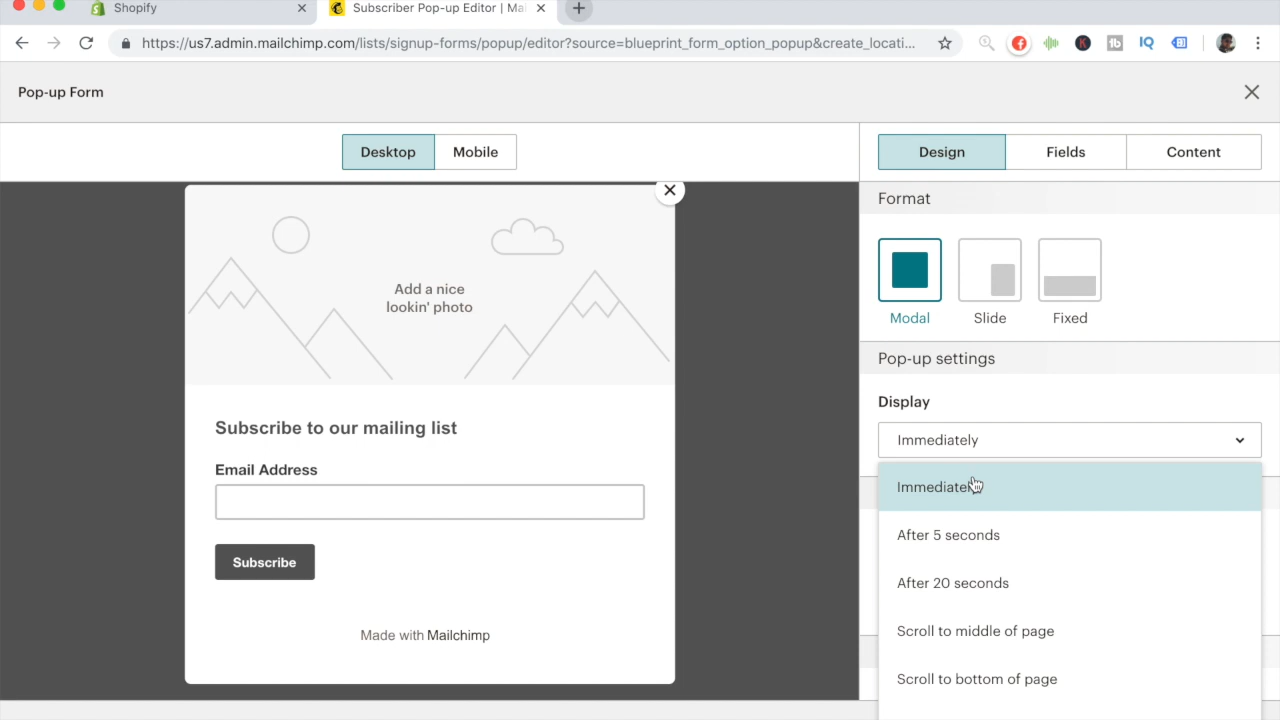 Shopify
Subscriber Pop-up Editor | Mai
https://us7.admin.mailchimp.com/lists/signup-forms/popup/editor?source=blueprint_form_option_popup&create_locati...
Pop-up Form
Desktop
Mobile
Design
Fields
Content
Add a nice
lookin' photo
Subscribe to our mailing list
Email Address
Subscribe
Made with Mailchimp
Format
Modal
Slide
Fixed
Pop-up settings
Display
Immediately
Immediately
After 5 seconds
After 20 seconds
Scroll to middle of page
Scroll to bottom of page